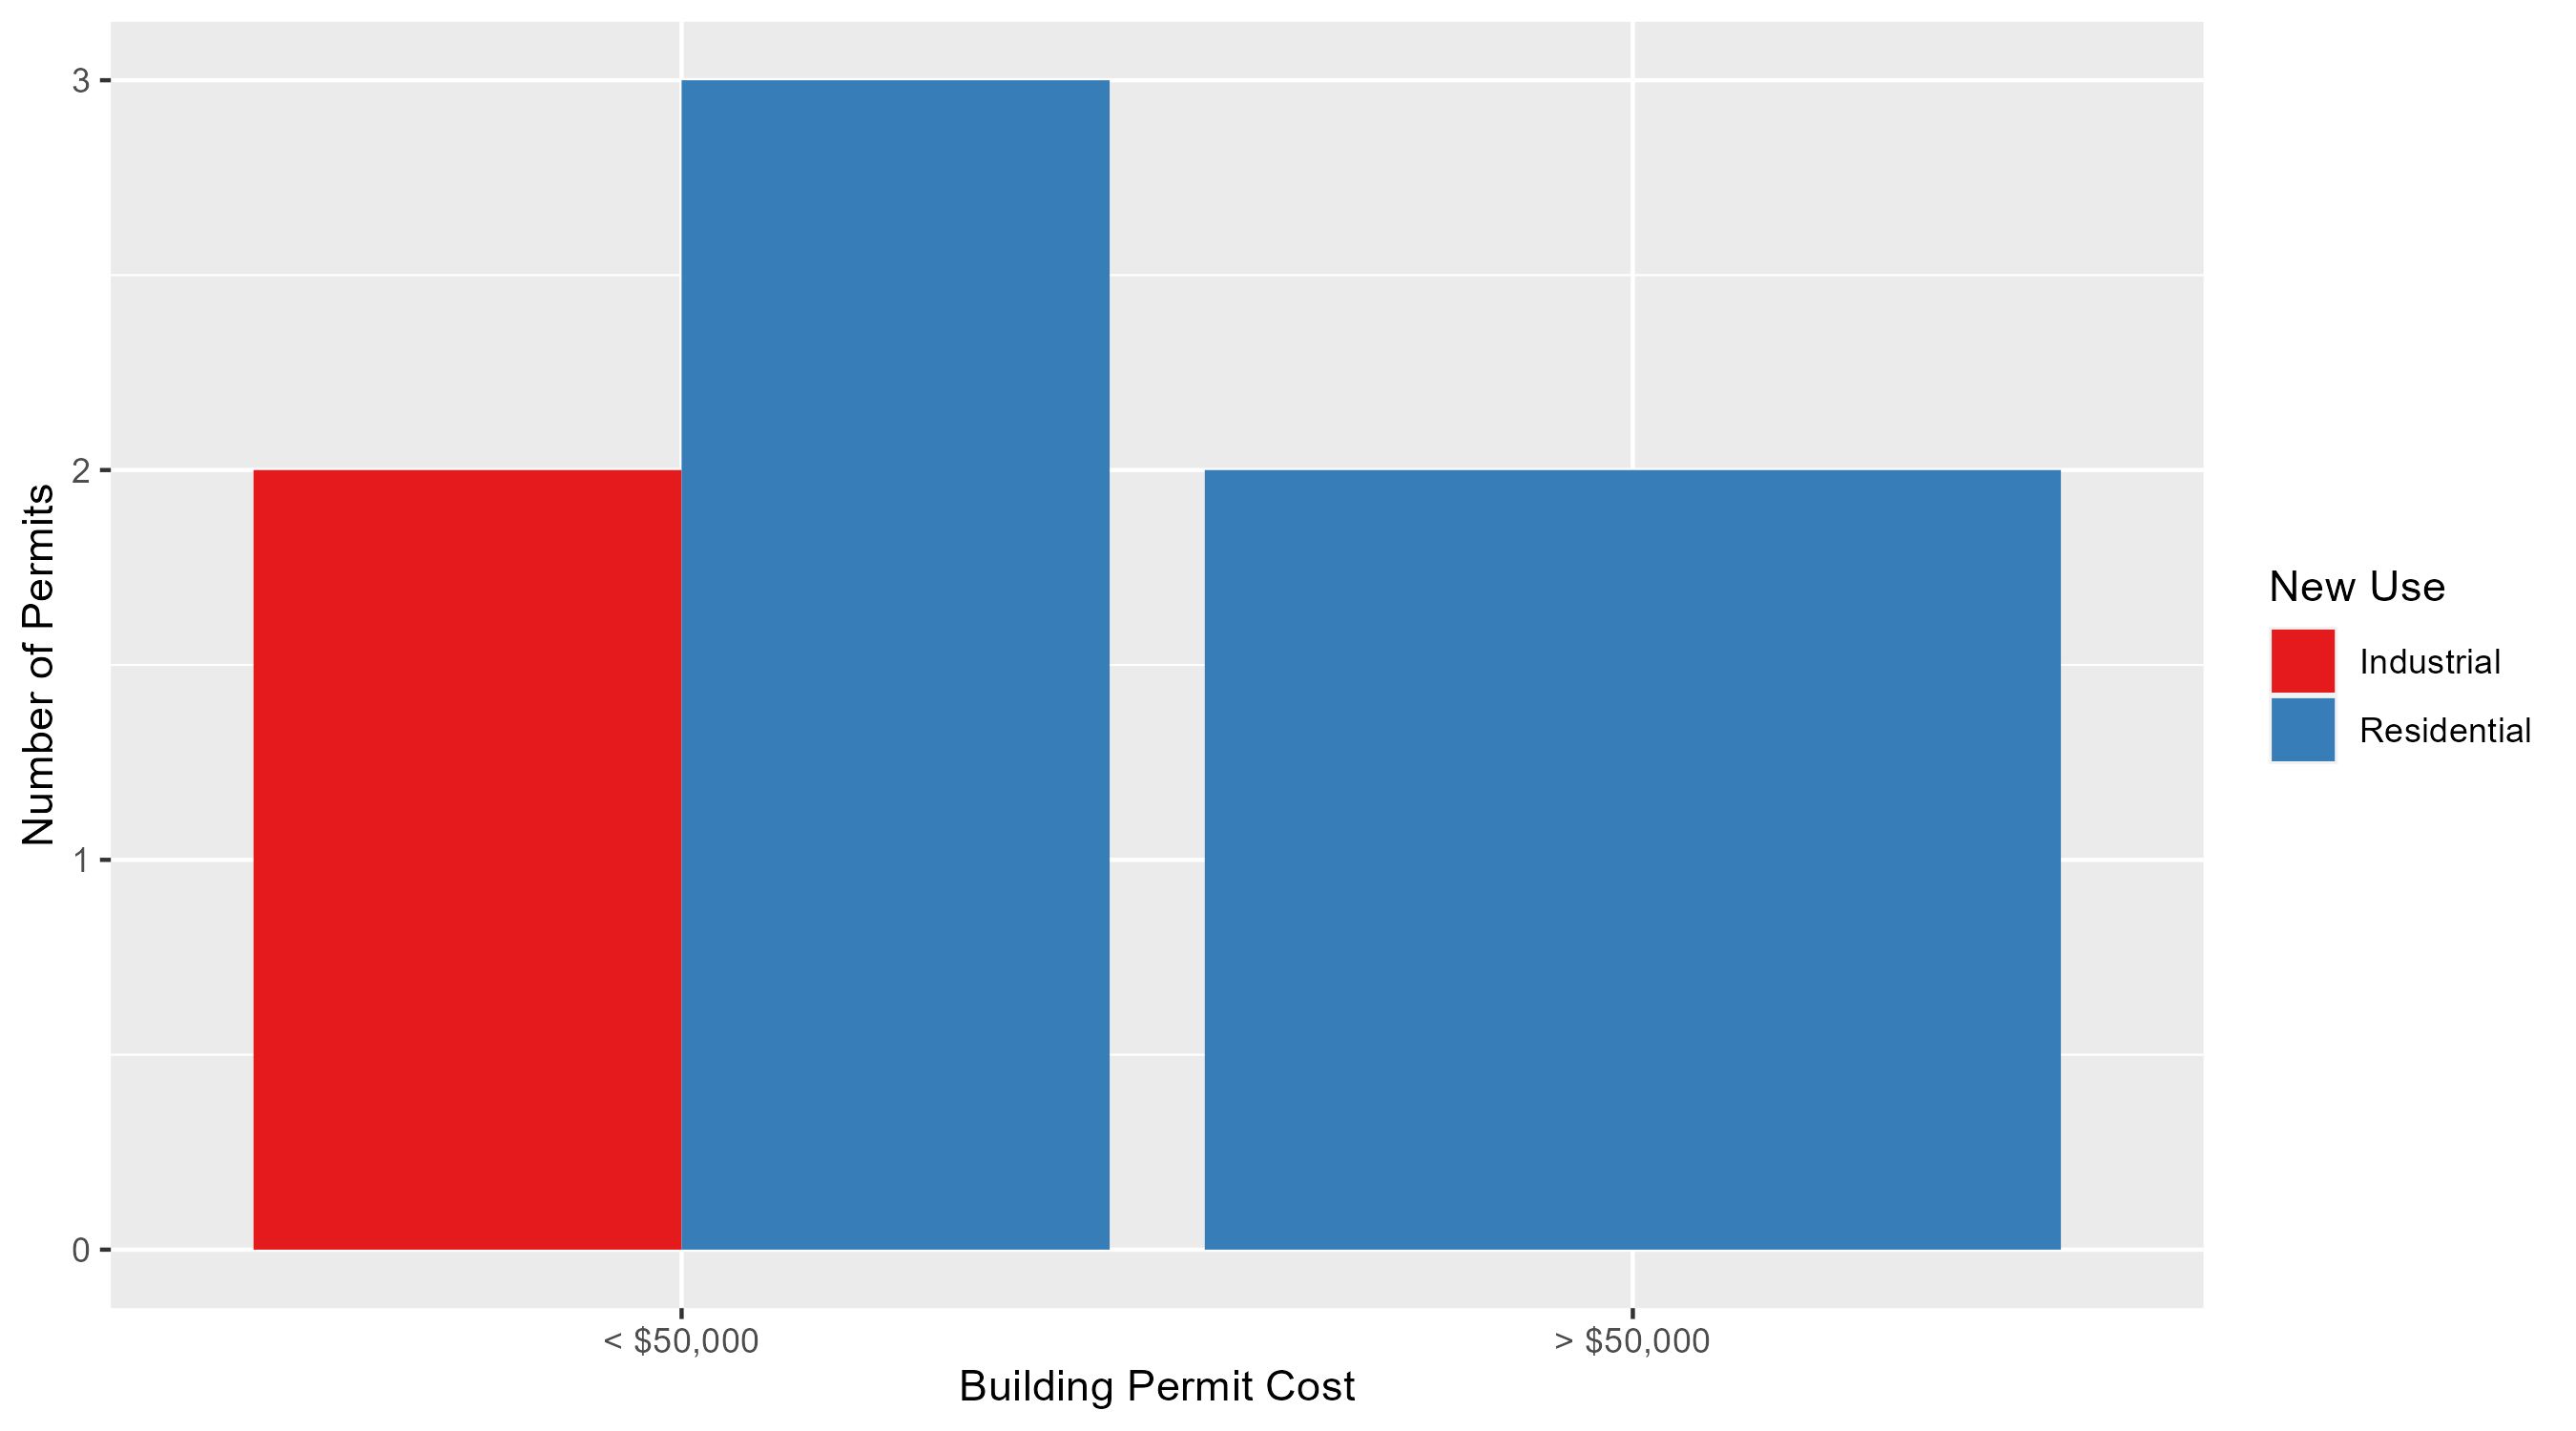 3
2
1
0
Number of Permits
< $50,000
> $50,000
Building Permit Cost
New Use
Industrial
Residential